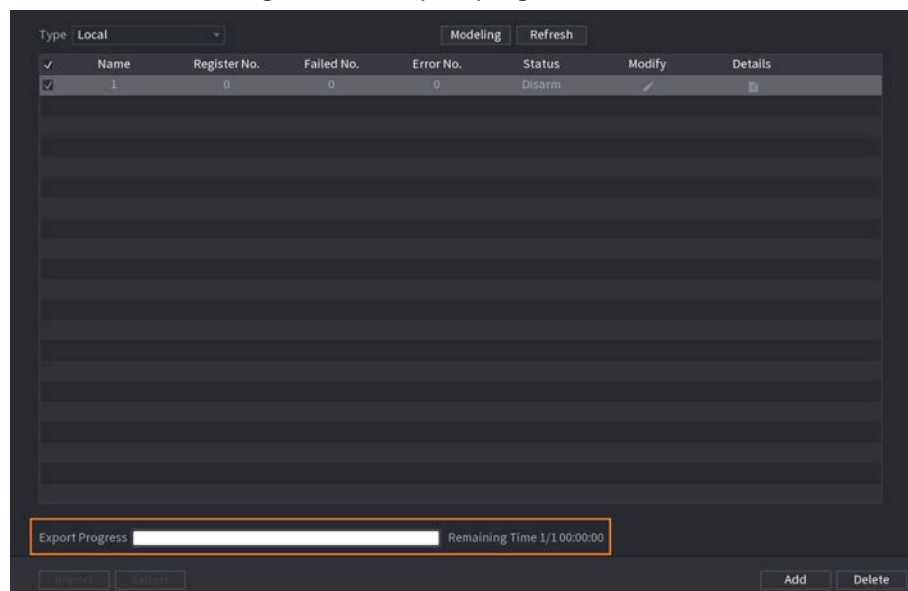 Type Local Modeling Refresh
Name Register No. Failed No. Error No. Status Modify Details
1 0 0 0 Disarm
Export Progress Remaining Time 1/1 00:00:00
Import Export Add Delete